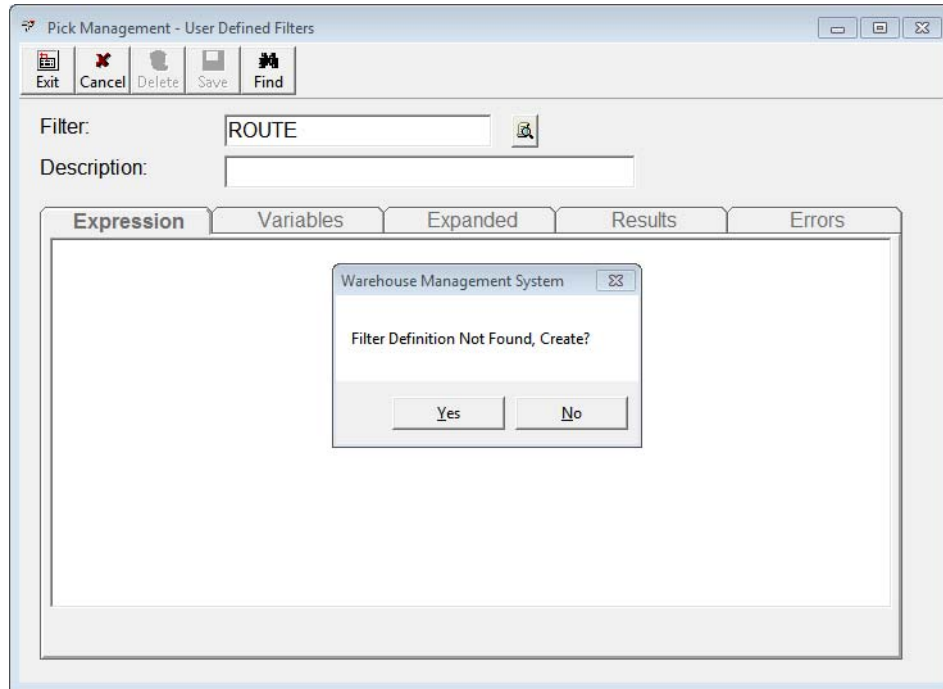 Pick Management - User Defined Filters
Exit Cancel Delete Save Find
Filter: ROUTE
Description:
Expression Variables Expanded Results Errors
Warehouse Management System
Filter Definition Not Found, Create?
Yes No